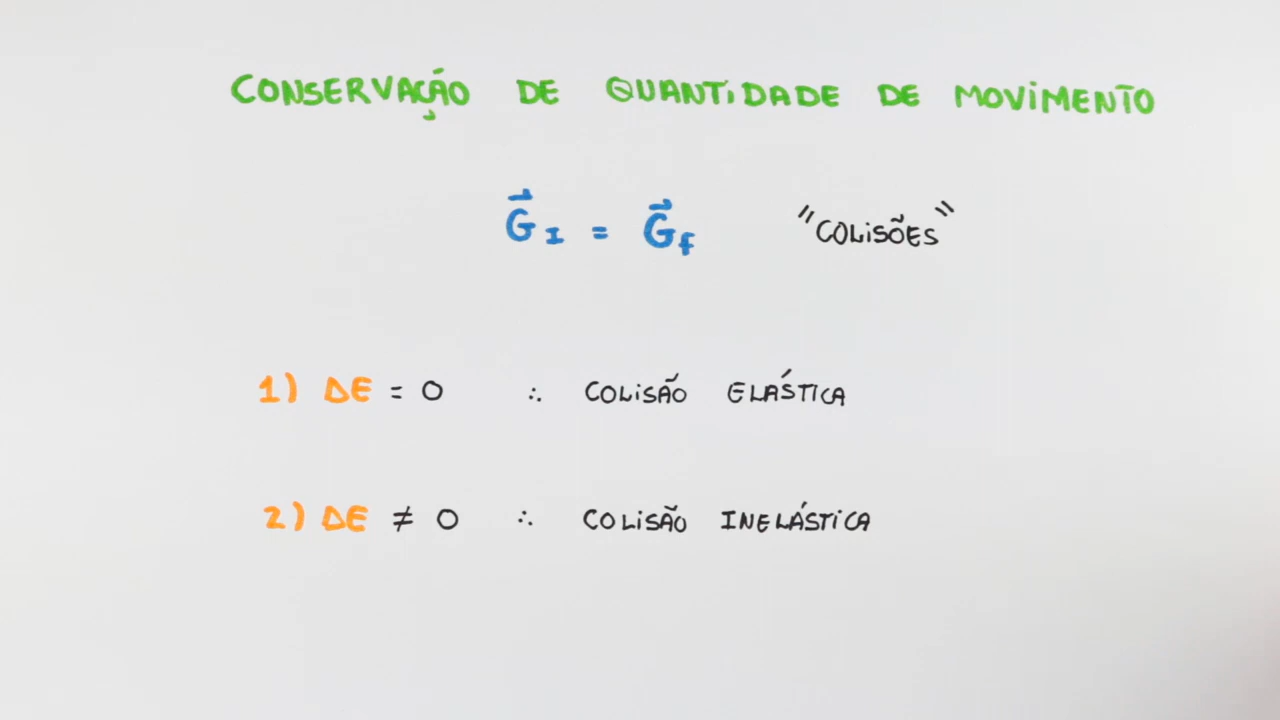 CONSERVAÇÃO DE QUANTIDADE DE MOVIMENTO
G⃗I = G⃗F "COLISÕES"
1) ΔE = 0 ∴ COLISÃO ELÁSTICA
2) ΔE ≠ 0 ∴ COLISÃO INELÁSTICA